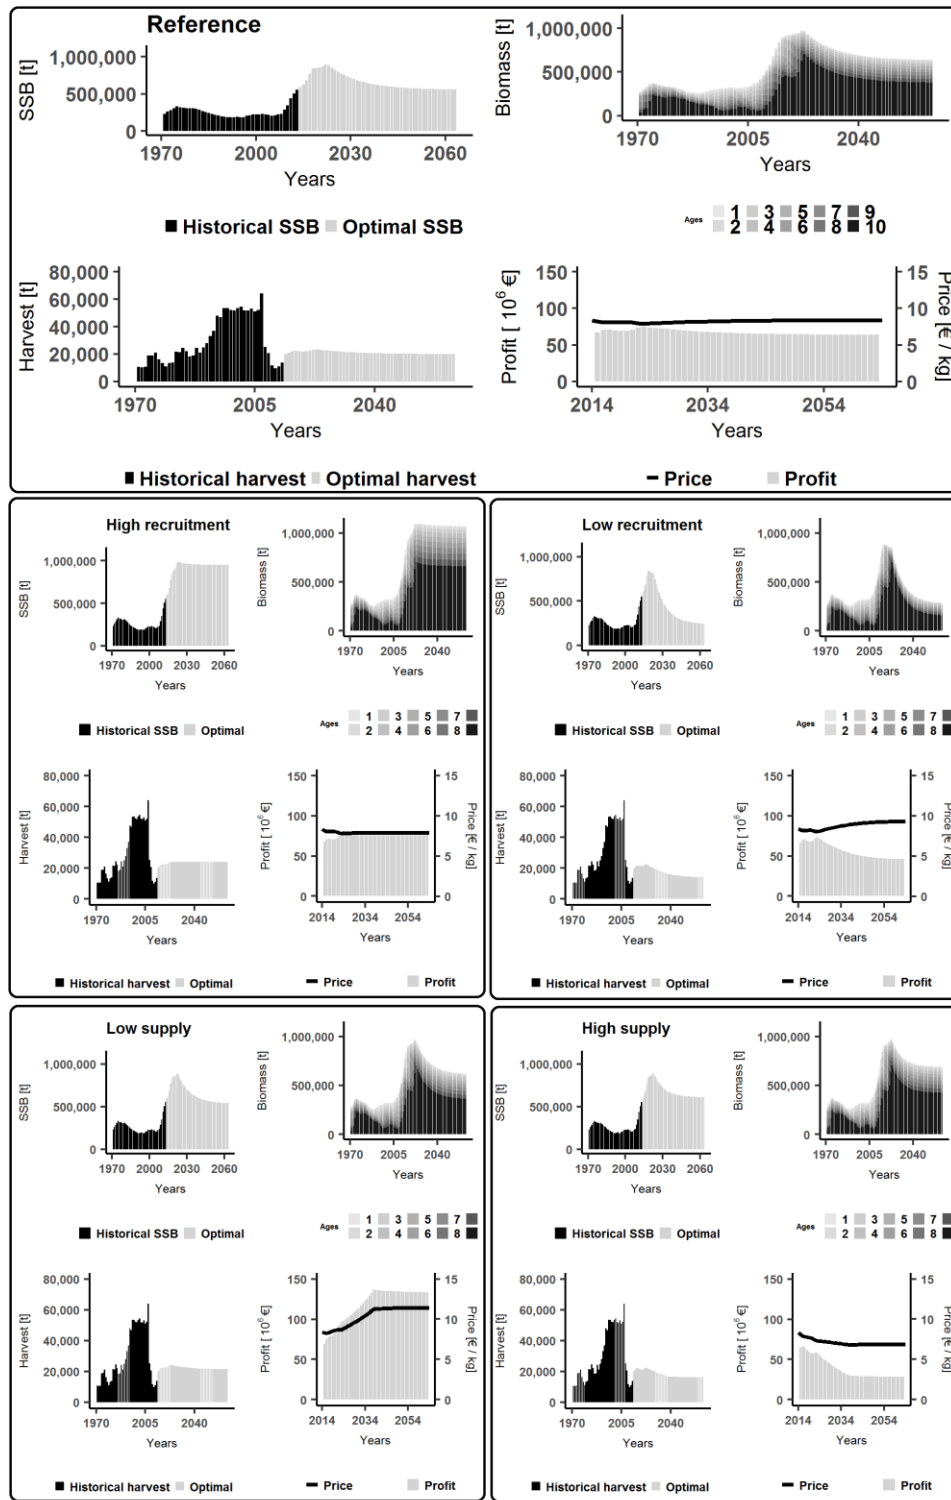 Reference
SSB [t]
1,000,000
500,000
0
1970 2000 2030 2060
Years
Historical SSB Optimal SSB
Biomass [t]
1,000,000
500,000
0
1970 2005 2040
Years
Ages 1 3 5 7 9
2 4 6 8 10
Harvest [t]
80,000
60,000
40,000
20,000
0
1970 2005 2040
Years
Historical harvest Optimal harvest
Profit [ 10⁶ €]
150
100
50
0
Price [€ / kg]
15
10
5
0
2014 2034 2054
Years
Price Profit
High recruitment
SSB [t]
1,000,000
500,000
0
1970 2000 2030 2060
Years
Historical SSB Optimal
Biomass [t]
1,000,000
500,000
0
1970 2005 2040
Years
Ages 1 3 5 7
2 4 6 8
Harvest [t]
80,000
60,000
40,000
20,000
0
1970 2005 2040
Years
Historical harvest Optimal
Profit [ 10⁶ €]
150
100
50
0
Price [€ / kg]
15
10
5
0
2014 2034 2054
Years
Price Profit
Low recruitment
SSB [t]
1,000,000
500,000
0
1970 2000 2030 2060
Years
Historical SSB Optimal
Biomass [t]
1,000,000
500,000
0
1970 2005 2040
Years
Ages 1 3 5 7
2 4 6 8
Harvest [t]
80,000
60,000
40,000
20,000
0
1970 2005 2040
Years
Historical harvest Optimal
Profit [ 10⁶ €]
150
100
50
0
Price [€ / kg]
15
10
5
0
2014 2034 2054
Years
Price Profit
Low supply
SSB [t]
1,000,000
500,000
0
1970 2000 2030 2060
Years
Historical SSB Optimal
Biomass [t]
1,000,000
500,000
0
1970 2005 2040
Years
Ages 1 3 5 7
2 4 6 8
Harvest [t]
80,000
60,000
40,000
20,000
0
1970 2005 2040
Years
Historical harvest Optimal
Profit [ 10⁶ €]
150
100
50
0
Price [€ / kg]
15
10
5
0
2014 2034 2054
Years
Price Profit
High supply
SSB [t]
1,000,000
500,000
0
1970 2000 2030 2060
Years
Historical SSB Optimal
Biomass [t]
1,000,000
500,000
0
1970 2005 2040
Years
Ages 1 3 5 7
2 4 6 8
Harvest [t]
80,000
60,000
40,000
20,000
0
1970 2005 2040
Years
Historical harvest Optimal
Profit [ 10⁶ €]
150
100
50
0
Price [€ / kg]
15
10
5
0
2014 2034 2054
Years
Price Profit